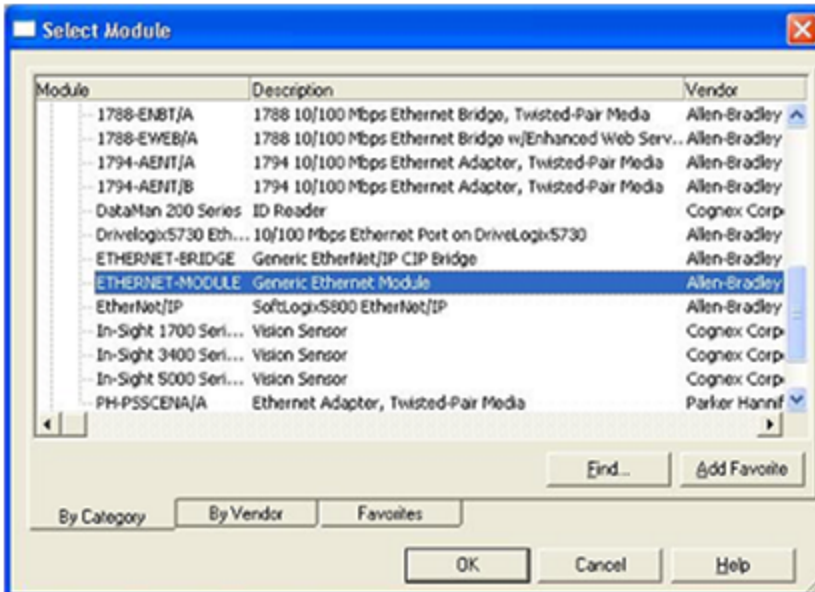 Select Module
Module Description Vendor
1788-ENBT/A 1788 10/100 Mbps Ethernet Bridge, Twisted-Pair Media Allen-Bradley
1788-EWEB/A 1788 10/100 Mbps Ethernet Bridge w/Enhanced Web Serv... Allen-Bradley
1794-AENT/A 1794 10/100 Mbps Ethernet Adapter, Twisted-Pair Media Allen-Bradley
1794-AENT/B 1794 10/100 Mbps Ethernet Adapter, Twisted-Pair Media Allen-Bradley
DataMan 200 Series ID Reader Cognex Corp
Drivelogix5730 Eth... 10/100 Mbps Ethernet Port on DriveLogix5730 Allen-Bradley
ETHERNET-BRIDGE Generic EtherNet/IP CIP Bridge Allen-Bradley
ETHERNET-MODULE Generic Ethernet Module Allen-Bradley
EtherNet/IP SoftLogix5800 EtherNet/IP Allen-Bradley
In-Sight 1700 Seri... Vision Sensor Cognex Corp
In-Sight 3400 Seri... Vision Sensor Cognex Corp
In-Sight 5000 Seri... Vision Sensor Cognex Corp
PH-PSSCENA/A Ethernet Adapter, Twisted-Pair Media Parker Hannif
Find... Add Favorite
By Category By Vendor Favorites
OK Cancel Help